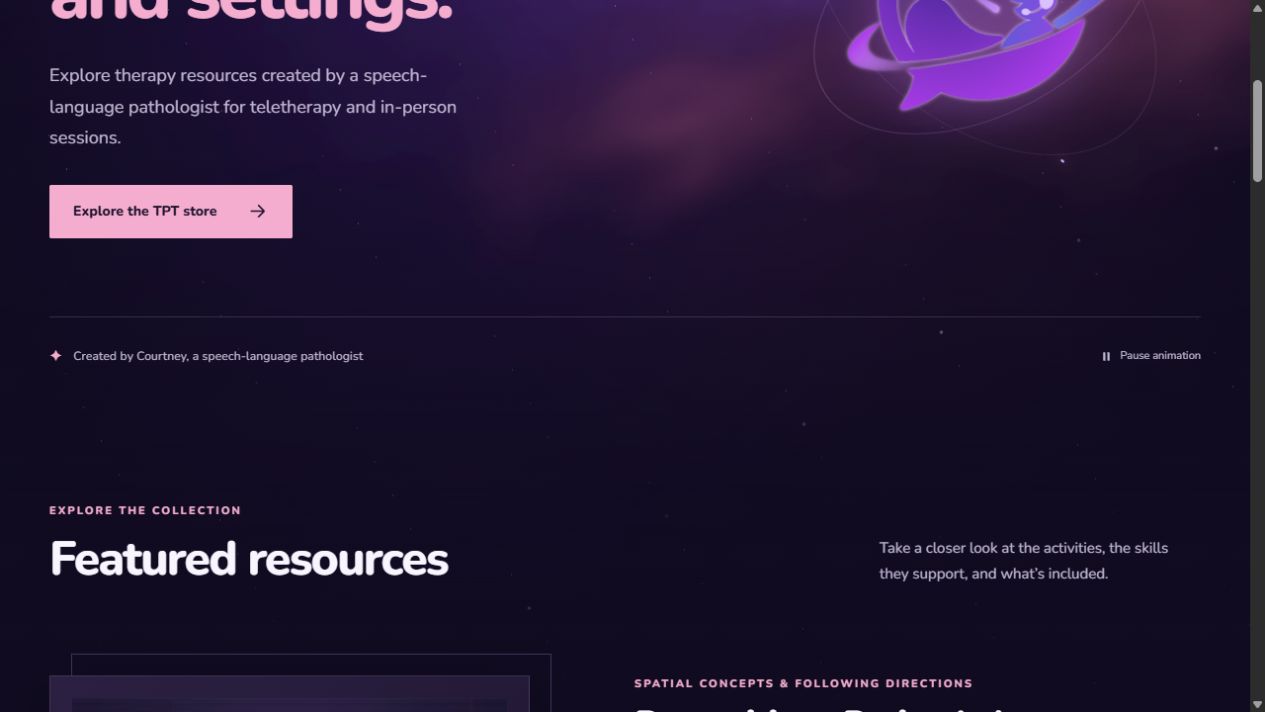 and settings.
Explore therapy resources created by a speech-
language pathologist for teletherapy and in-person
sessions.
Explore the TPT store
Created by Courtney, a speech-language pathologist
Pause animation
EXPLORE THE COLLECTION
Featured resources
Take a closer look at the activities, the skills
they support, and what's included.
SPATIAL CONCEPTS & FOLLOWING DIRECTIONS